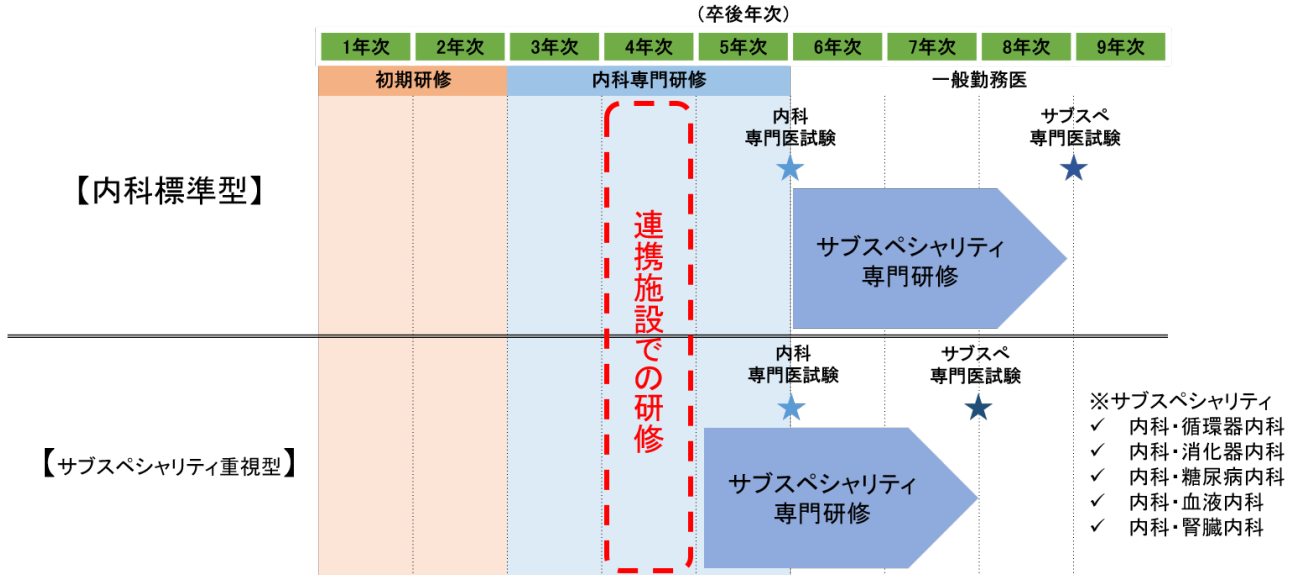 (卒後年次)
1年次 2年次 3年次 4年次 5年次 6年次 7年次 8年次 9年次
初期研修 内科専門研修 一般勤務医
内科
専門医試験
サブスペ
専門医試験
【内科標準型】
サブスペシャリティ
専門研修
連携施設での研修
内科
専門医試験
サブスペ
専門医試験
【サブスペシャリティ重視型】
サブスペシャリティ
専門研修
※サブスペシャリティ
✓ 内科・循環器内科
✓ 内科・消化器内科
✓ 内科・糖尿病内科
✓ 内科・血液内科
✓ 内科・腎臓内科